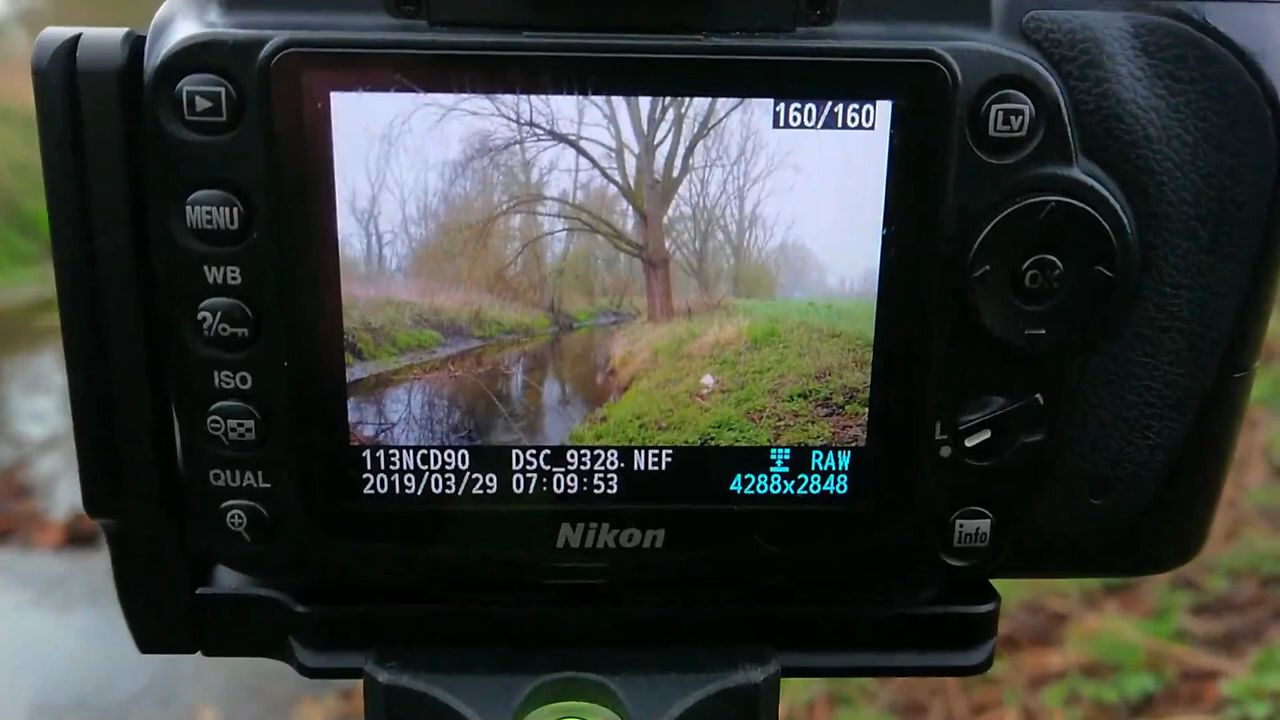 160/160
Lv
MENU
WB
?/
OK
ISO
L
QUAL
113NCD90 DSC_9328.NEF RAW
2019/03/29 07:09:53 4288x2848
Nikon
info